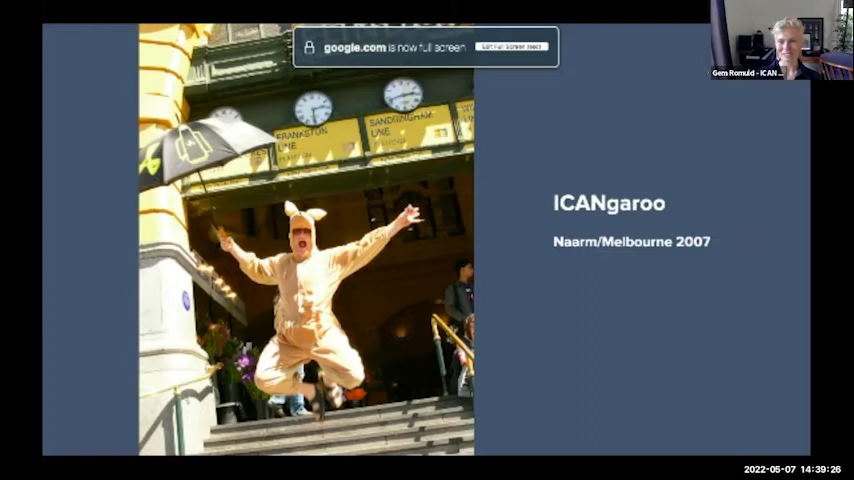 google.com is now full screen
Exit Full Screen (esc)
Gem Romuld - ICAN ...
FRANKSTON
LINE
SANDRINGHAM
LINE
ICANgaroo
Naarm/Melbourne 2007
2022-05-07 14:39:26